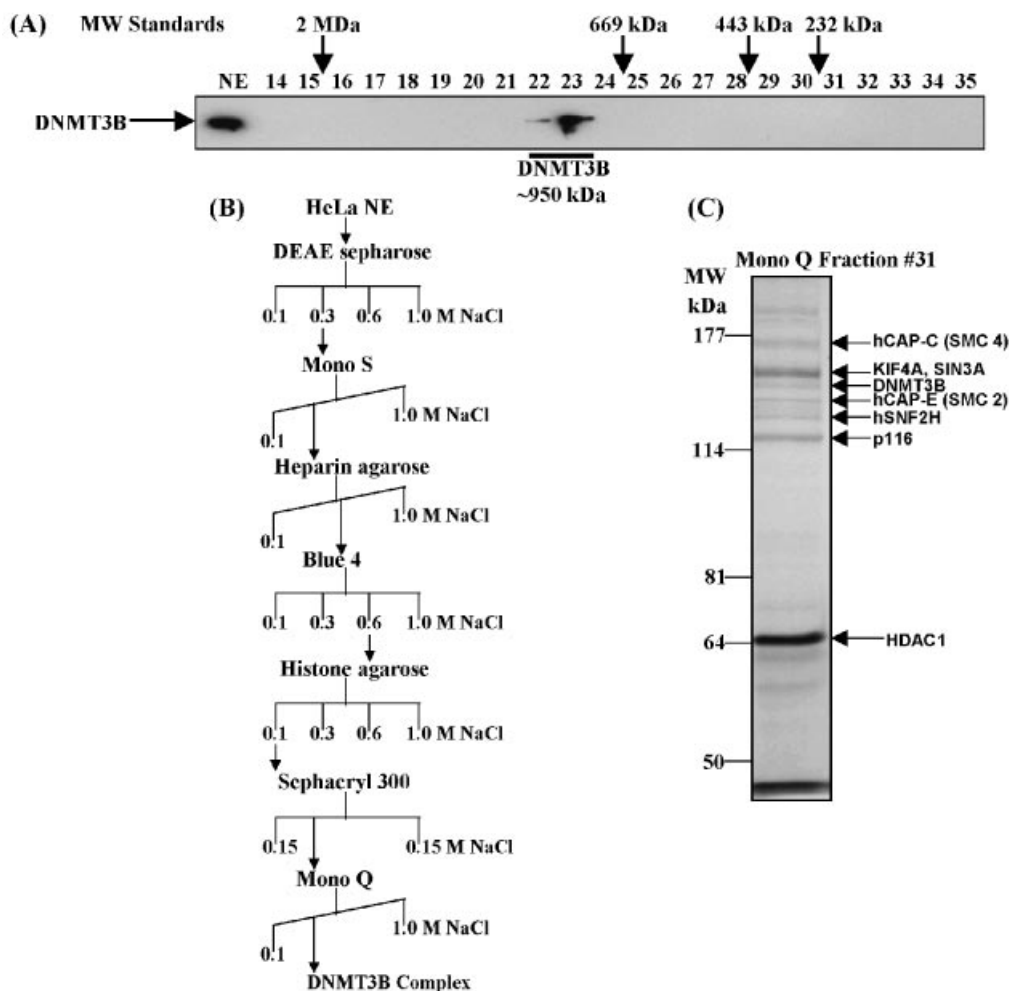 (A) MW Standards 2 MDa 669 kDa 443 kDa 232 kDa
NE 14 15 16 17 18 19 20 21 22 23 24 25 26 27 28 29 30 31 32 33 34 35
DNMT3B
DNMT3B
~950 kDa
(B)
HeLa NE
DEAE sepharose
0.1 0.3 0.6 1.0 M NaCl
Mono S
1.0 M NaCl
0.1
Heparin agarose
1.0 M NaCl
0.1
Blue 4
0.1 0.3 0.6 1.0 M NaCl
Histone agarose
0.1 0.3 0.6 1.0 M NaCl
Sephacryl 300
0.15 0.15 M NaCl
Mono Q
1.0 M NaCl
0.1
DNMT3B Complex
(C)
Mono Q Fraction #31
MW
kDa
177
hCAP-C (SMC 4)
KIF4A, SIN3A
DNMT3B
hCAP-E (SMC 2)
hSNF2H
p116
114
81
64
HDAC1
50